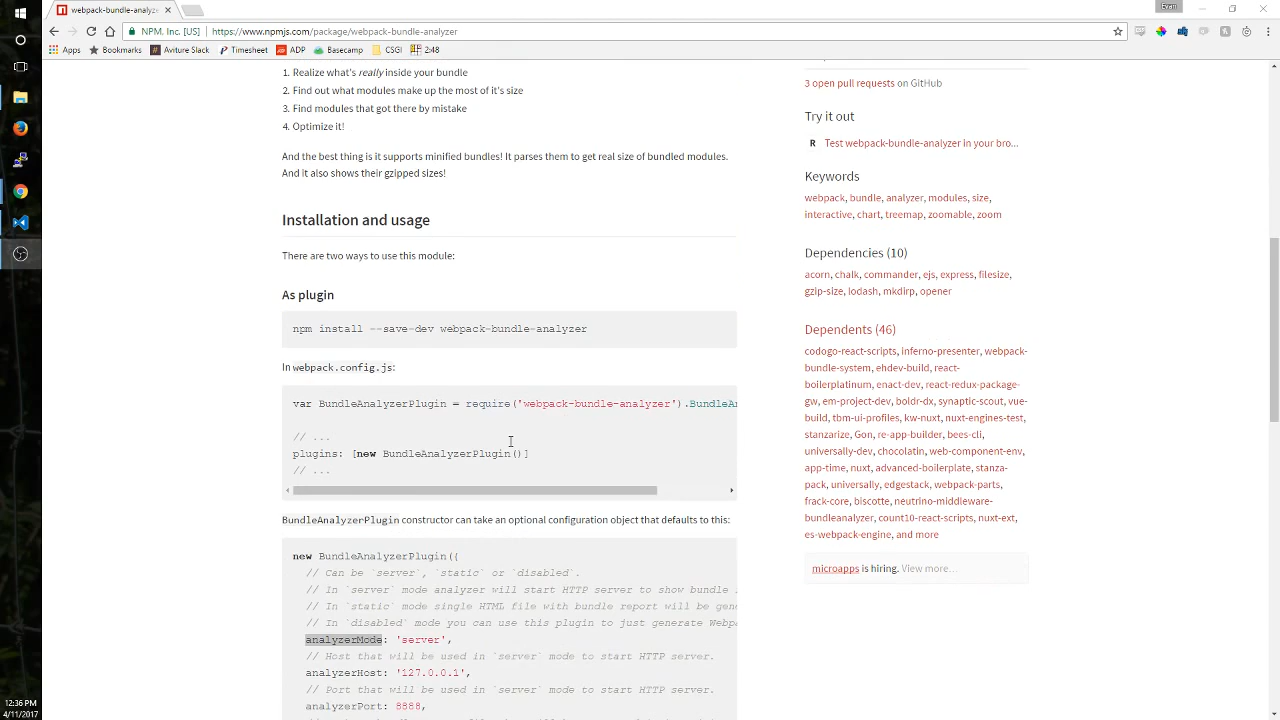 webpack-bundle-analyzer
Even
NPM, Inc. [US]
https://www.npmjs.com/package/webpack-bundle-analyzer
Apps
Bookmarks
Aviture Slack
Timesheet
ADP
Basecamp
CSGI
2:48
1. Realize what's really inside your bundle
2. Find out what modules make up the most of it's size
3. Find modules that got there by mistake
4. Optimize it!
And the best thing is it supports minified bundles! It parses them to get real size of bundled modules.
And it also shows their gzipped sizes!
Installation and usage
There are two ways to use this module:
As plugin
npm install --save-dev webpack-bundle-analyzer
In webpack.config.js:
var BundleAnalyzerPlugin = require('webpack-bundle-analyzer').BundleAn
// ...
plugins: [new BundleAnalyzerPlugin()]
// ...
BundleAnalyzerPlugin constructor can take an optional configuration object that defaults to this:
new BundleAnalyzerPlugin({
// Can be `server`, `static` or `disabled`.
// In `server` mode analyzer will start HTTP server to show bundle
// In `static` mode single HTML file with bundle report will be gene
// In `disabled` mode you can use this plugin to just generate Webp
analyzerMode: 'server',
// Host that will be used in `server` mode to start HTTP server.
analyzerHost: '127.0.0.1',
// Port that will be used in `server` mode to start HTTP server.
analyzerPort: 8888,
3 open pull requests on GitHub
Try it out
R Test webpack-bundle-analyzer in your bro...
Keywords
webpack, bundle, analyzer, modules, size,
interactive, chart, treemap, zoomable, zoom
Dependencies (10)
acorn, chalk, commander, ejs, express, filesize,
gzip-size, lodash, mkdirp, opener
Dependents (46)
codogo-react-scripts, inferno-presenter, webpack-
bundle-system, ehdev-build, react-
boilerplatinum, enact-dev, react-redux-package-
gw, em-project-dev, boldr-dx, synaptic-scout, vue-
build, tbm-ui-profiles, kw-nuxt, nuxt-engines-test,
stanzarize, Gon, re-app-builder, bees-cli,
universally-dev, chocolatin, web-component-env,
app-time, nuxt, advanced-boilerplate, stanza-
pack, universally, edgestack, webpack-parts,
frack-core, biscotte, neutrino-middleware-
bundleanalyzer, count10-react-scripts, nuxt-ext,
es-webpack-engine, and more
microapps is hiring. View more...
12:36 PM
4/11/2017